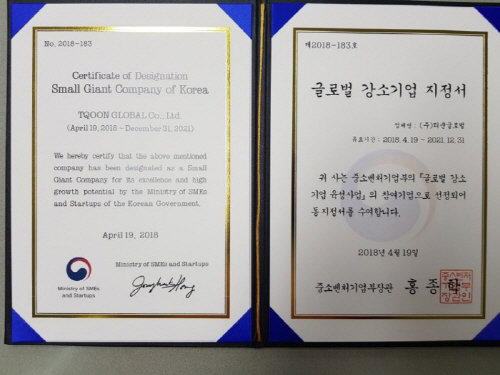 No. 2018-183
Certificate of Designation
Small Giant Company of Korea
TQOON GLOBAL Co., Ltd.
(April 19, 2018 ~ December 31, 2021)
We hereby certify that the above mentioned
company has been designated as a Small
Giant Company for its excellence and high
growth potential by the Ministry of SMEs
and Startups of the Korean Government.
April 19, 2018
Ministry of SMEs and Startups
Ministry of SMEs
and Startups
제2018-183호
글로벌 강소기업 지정서
업체명 : (주)티쿤글로벌
유효기간 : 2018. 4. 19 ~ 2021. 12. 31
위 사는 중소벤처기업부의 『글로벌 강소
기업 육성사업』의 참여기업으로 선정되어
동 지정서를 수여합니다.
2018년 4월 19일
중소벤처기업부장관 홍 종 학